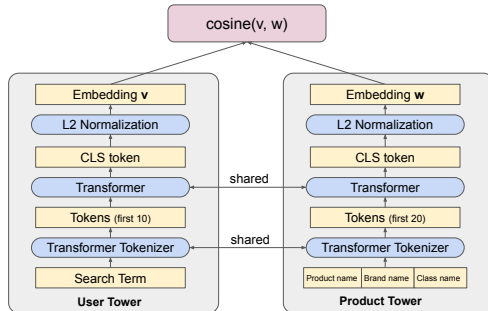 cosine(v, w)
Embedding v
L2 Normalization
CLS token
Transformer
Tokens (first 10)
Transformer Tokenizer
Search Term
User Tower
shared
shared
Embedding w
L2 Normalization
CLS token
Transformer
Tokens (first 20)
Transformer Tokenizer
Product name Brand name Class name
Product Tower